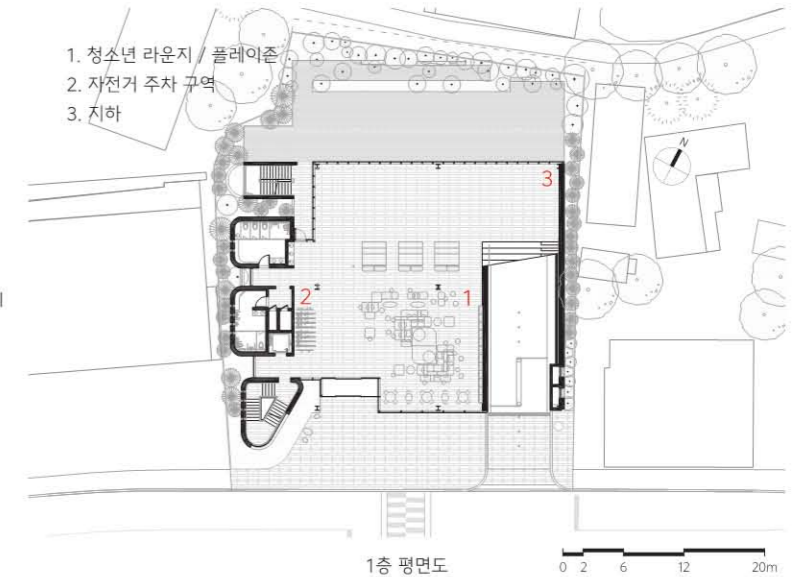 1. 청소년 라운지 / 플레이존
2. 자전거 주차 구역
3. 지하
N
3
2
1
1층 평면도
0 2 6 12 20m